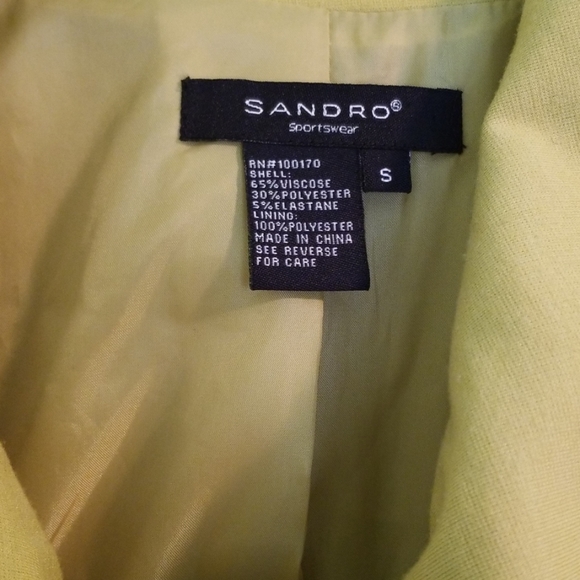 SANDRO®
Sportswear
RN#100170
SHELL:
65%VISCOSE
30%POLYESTER
5%ELASTANE
LINING:
100%POLYESTER
MADE IN CHINA
SEE REVERSE
FOR CARE
S